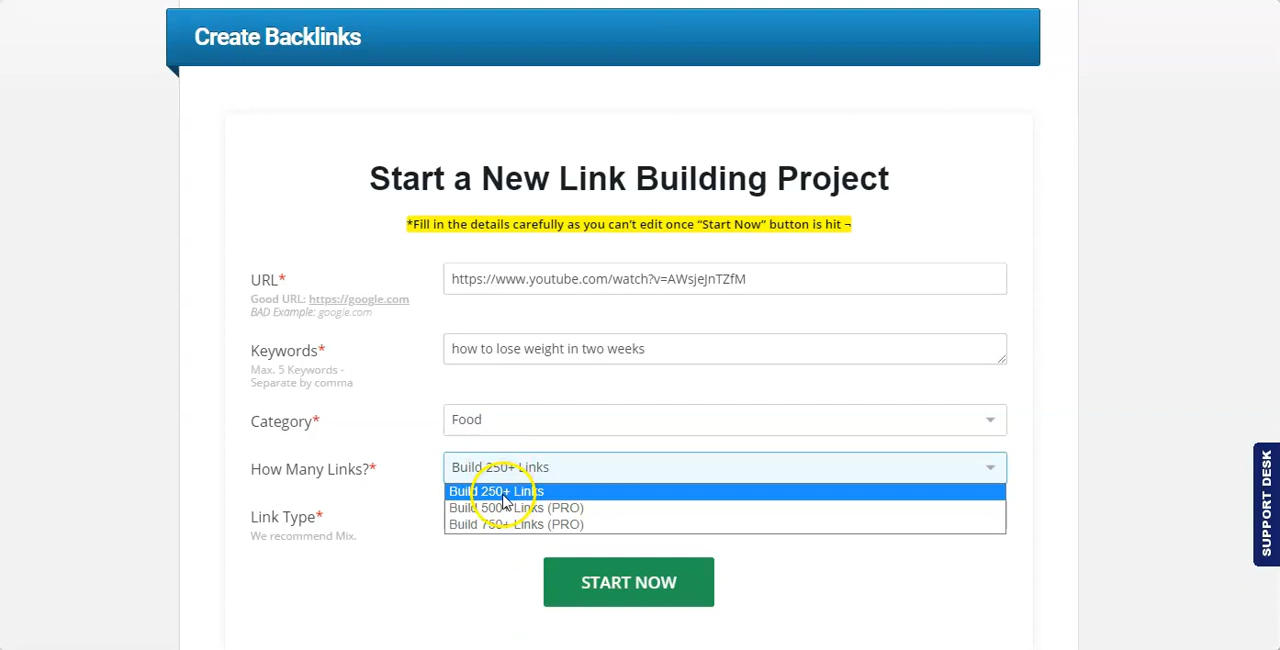 Create Backlinks
Start a New Link Building Project
*Fill in the details carefully as you can't edit once “Start Now” button is hit ¬
URL*
https://www.youtube.com/watch?v=AWsjeJnTZfM
Good URL: https://google.com
BAD Example: google.com
Keywords*
how to lose weight in two weeks
Max. 5 Keywords -
Separate by comma
Category*
Food
How Many Links?*
Build 250+ Links
Build 250+ Links
Build 500+ Links (PRO)
Build 750+ Links (PRO)
Link Type*
We recommend Mix.
START NOW
SUPPORT DESK